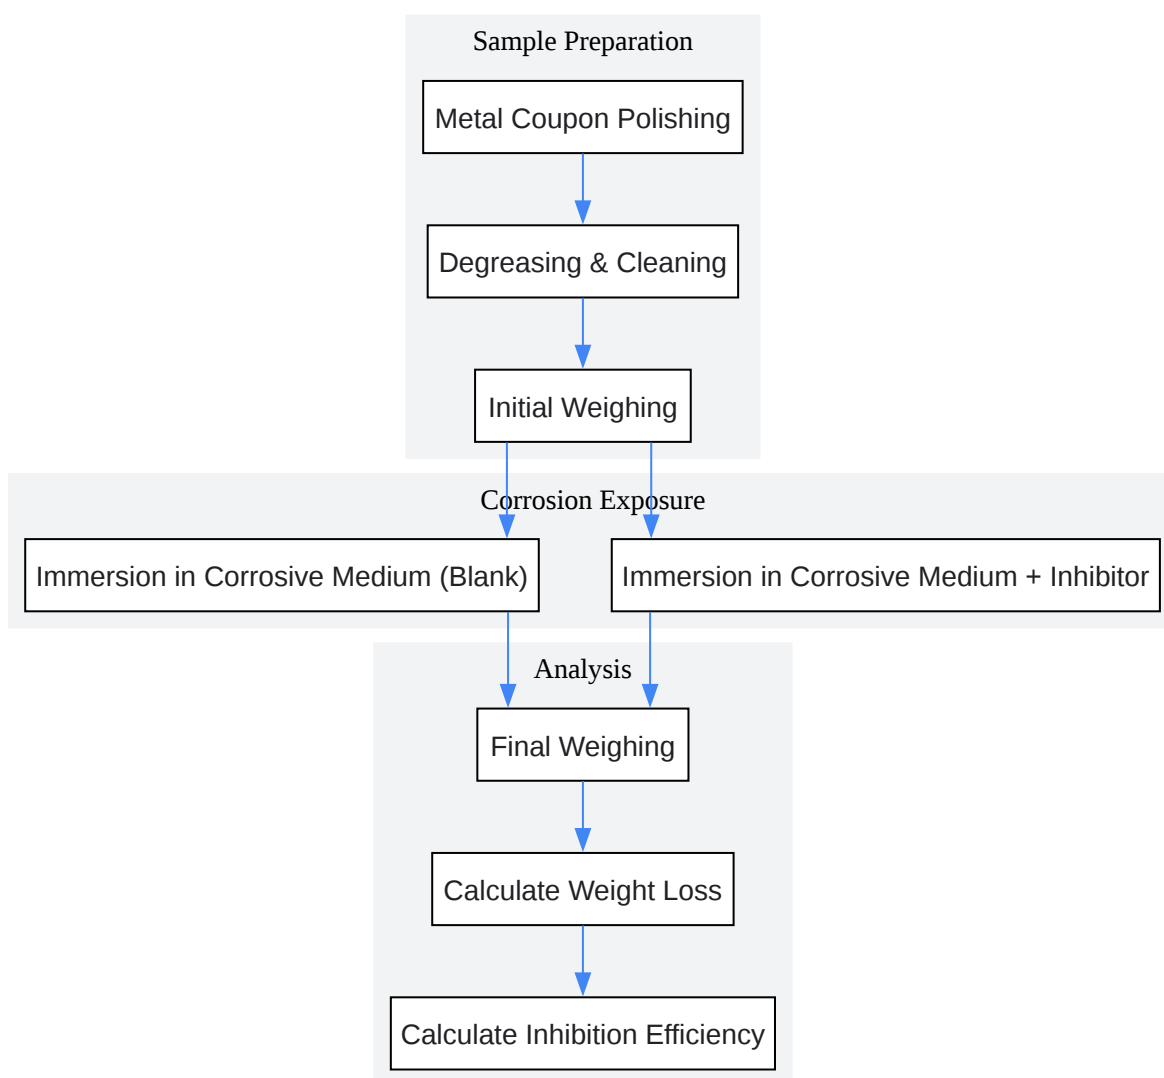 Sample Preparation
Metal Coupon Polishing
Degreasing & Cleaning
Initial Weighing
Corrosion Exposure
Immersion in Corrosive Medium (Blank)
Immersion in Corrosive Medium + Inhibitor
Analysis
Final Weighing
Calculate Weight Loss
Calculate Inhibition Efficiency